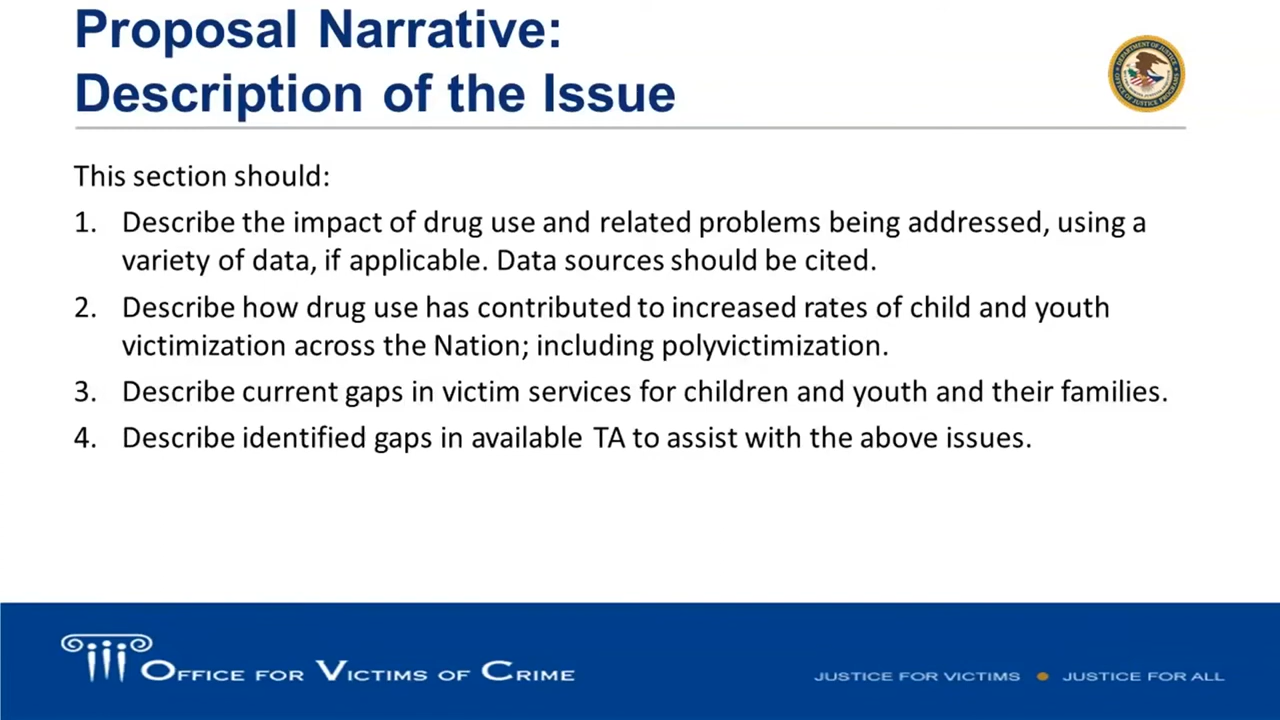 Proposal Narrative:
Description of the Issue
This section should:
1. Describe the impact of drug use and related problems being addressed, using a
variety of data, if applicable. Data sources should be cited.
2. Describe how drug use has contributed to increased rates of child and youth
victimization across the Nation; including polyvictimization.
3. Describe current gaps in victim services for children and youth and their families.
4. Describe identified gaps in available TA to assist with the above issues.
OFFICE FOR VICTIMS OF CRIME
JUSTICE FOR VICTIMS ● JUSTICE FOR ALL